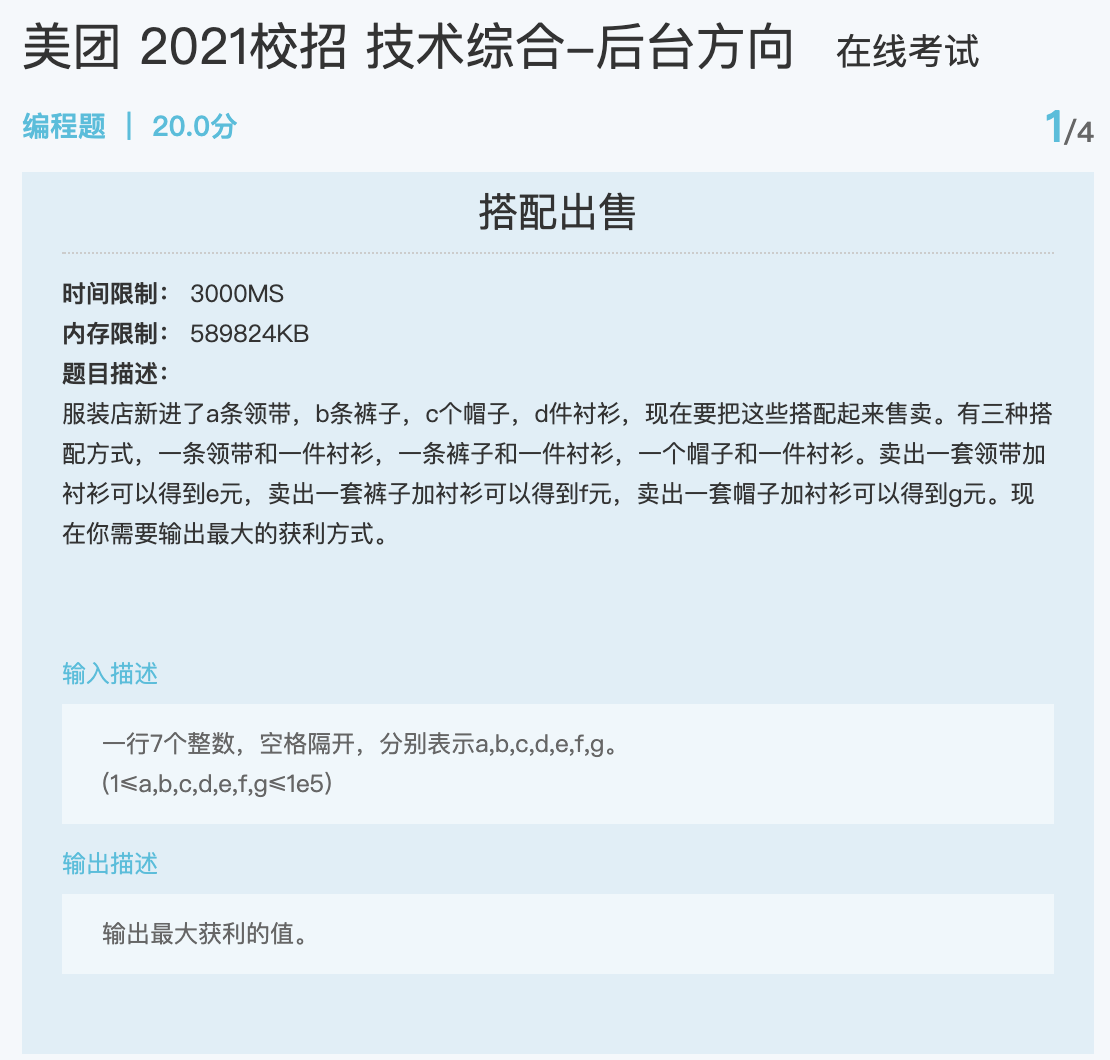 美团 2021校招 技术综合-后台方向 在线考试
编程题 | 20.0分
1/4
搭配出售
时间限制： 3000MS
内存限制： 589824KB
题目描述：
服装店新进了a条领带，b条裤子，c个帽子，d件衬衫，现在要把这些搭配起来售卖。有三种搭
配方式，一条领带和一件衬衫，一条裤子和一件衬衫，一个帽子和一件衬衫。卖出一套领带加
衬衫可以得到e元，卖出一套裤子加衬衫可以得到f元，卖出一套帽子加衬衫可以得到g元。现
在你需要输出最大的获利方式。
输入描述
一行7个整数，空格隔开，分别表示a,b,c,d,e,f,g。
(1≤a,b,c,d,e,f,g≤1e5)
输出描述
输出最大获利的值。